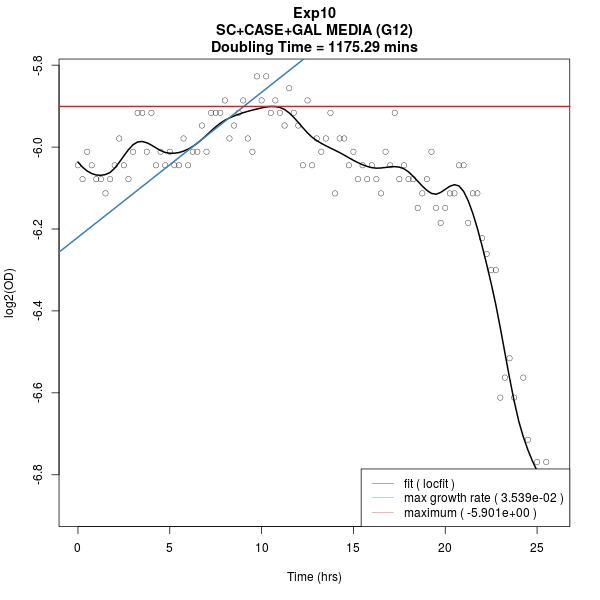 Exp10
SC+CASE+GAL MEDIA (G12)
Doubling Time = 1175.29 mins
-5.8
-6.0
-6.2
-6.4
-6.6
-6.8
log2(OD)
fit ( locfit )
max growth rate ( 3.539e-02 )
maximum ( -5.901e+00 )
0
5
10
15
20
25
Time (hrs)